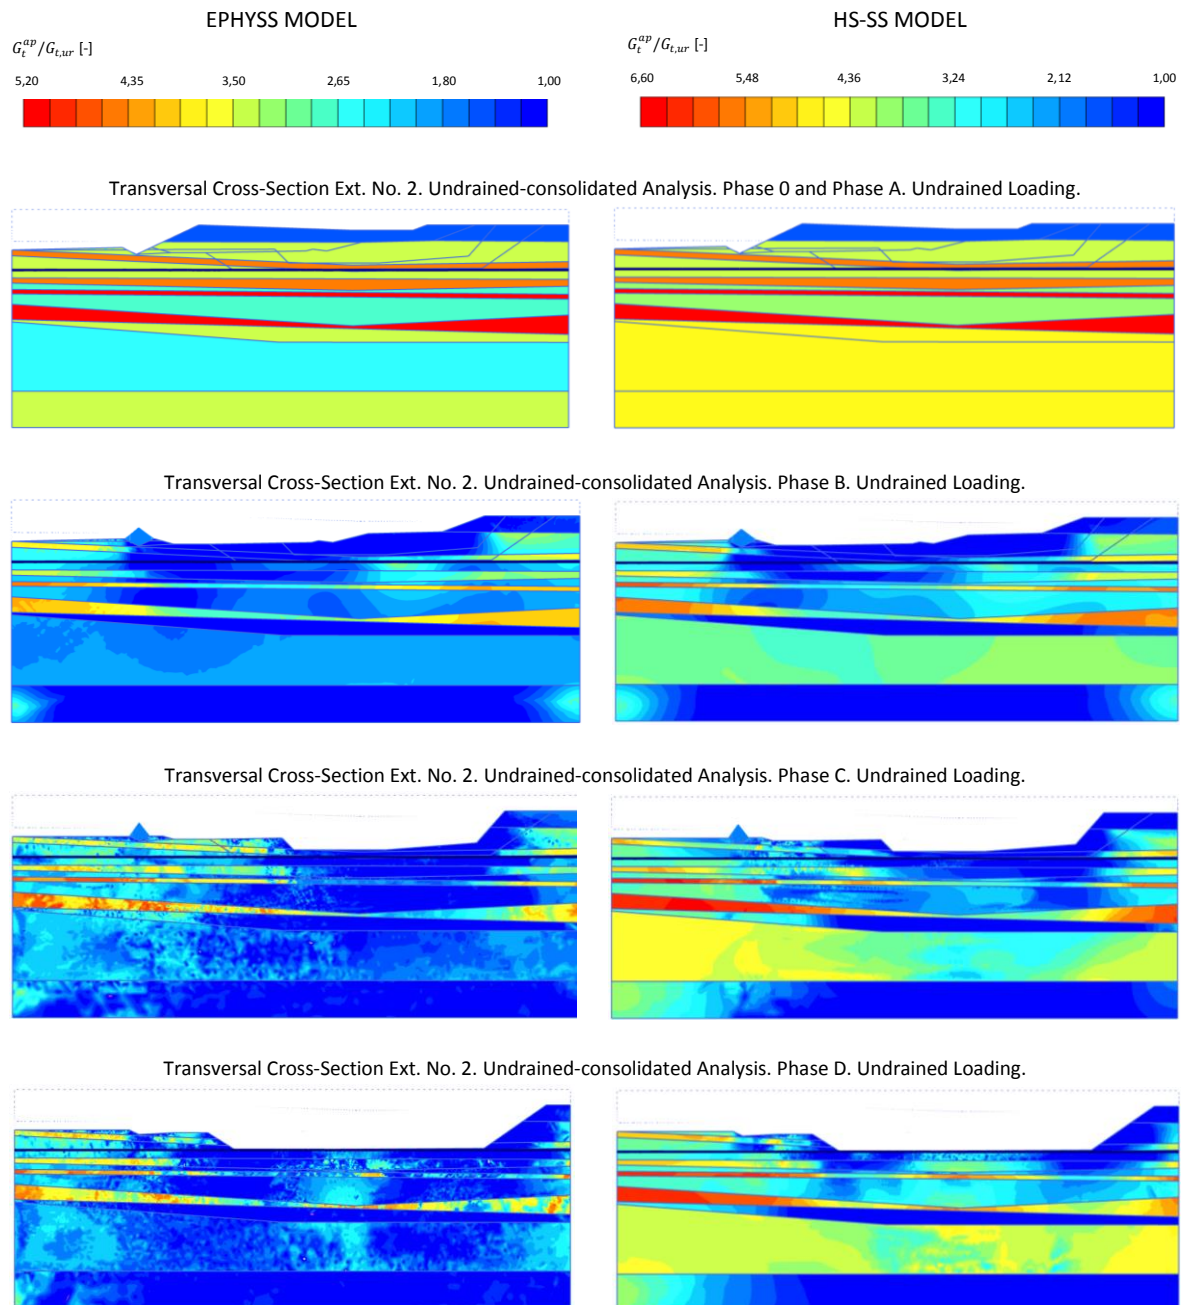 EPHYSS MODEL
HS-SS MODEL
G_t^{ap}/G_{t,ur} [-]
G_t^{ap}/G_{t,ur} [-]
5,20 4,35 3,50 2,65 1,80 1,00
6,60 5,48 4,36 3,24 2,12 1,00
Transversal Cross-Section Ext. No. 2. Undrained-consolidated Analysis. Phase 0 and Phase A. Undrained Loading.
Transversal Cross-Section Ext. No. 2. Undrained-consolidated Analysis. Phase B. Undrained Loading.
Transversal Cross-Section Ext. No. 2. Undrained-consolidated Analysis. Phase C. Undrained Loading.
Transversal Cross-Section Ext. No. 2. Undrained-consolidated Analysis. Phase D. Undrained Loading.